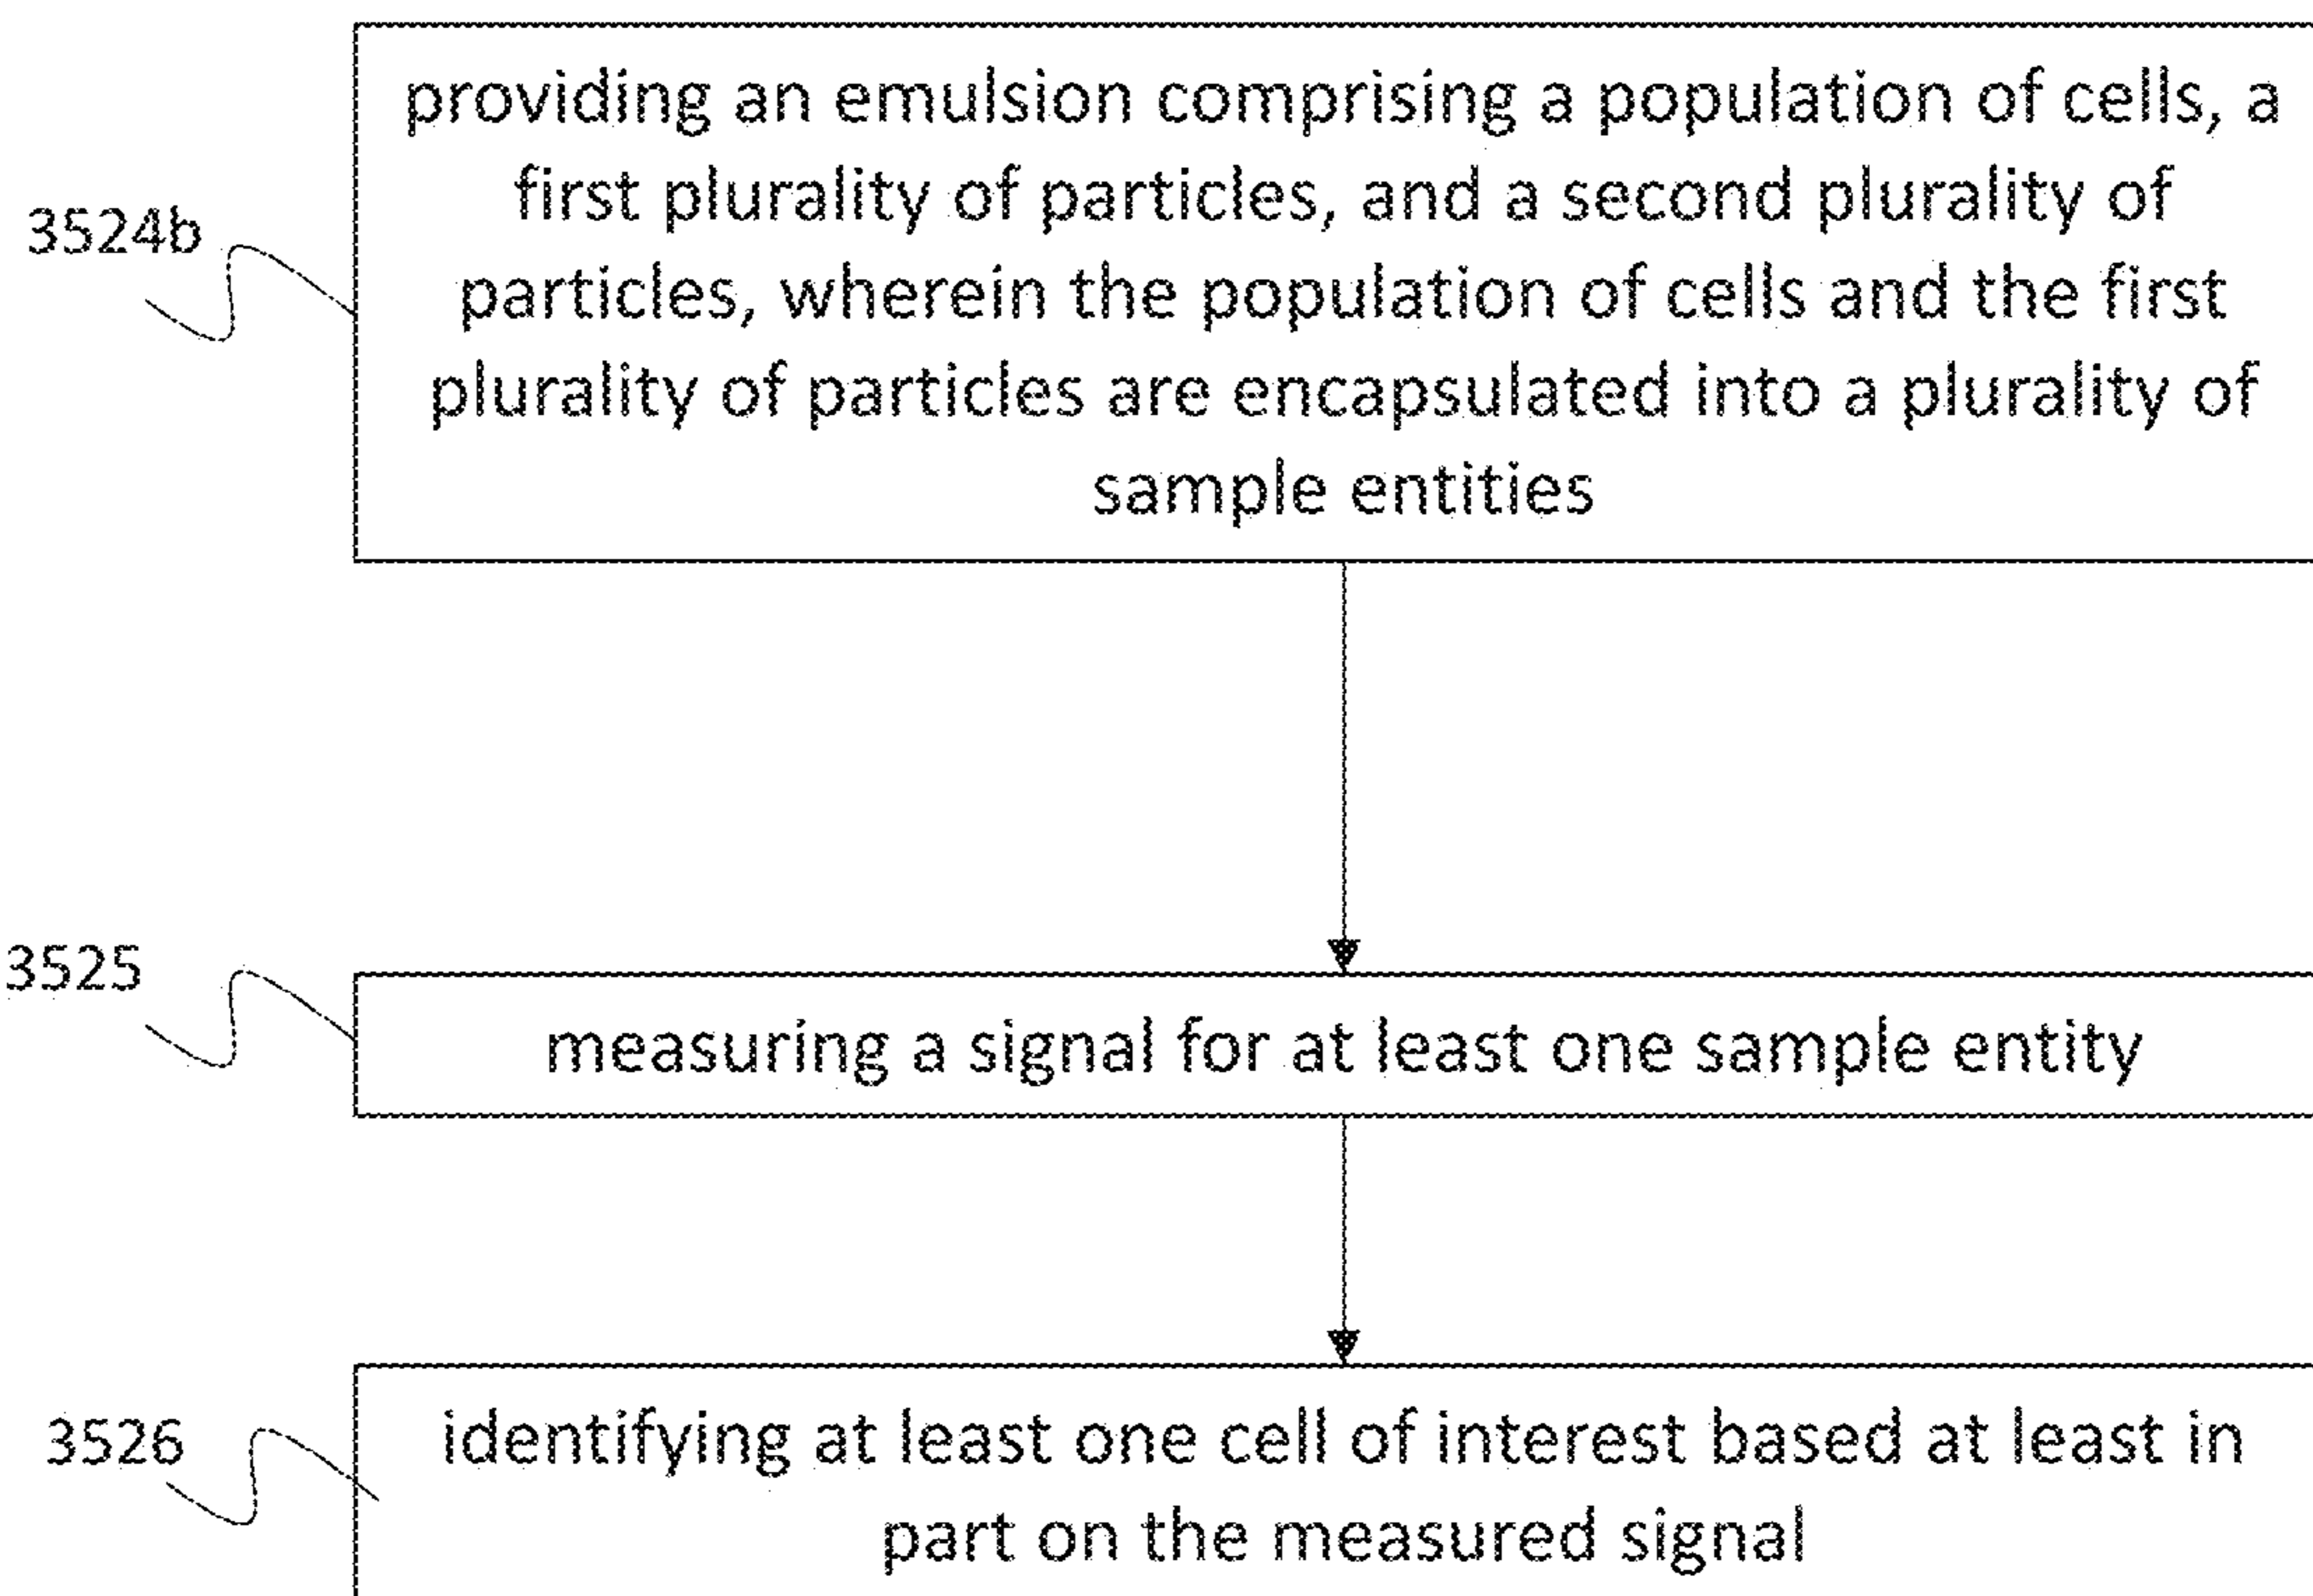 providing an emulsion comprising a population of cells, a
first plurality of particles, and a second plurality of
3524b
particles, wherein the population of cells and the first
plurality of particles are encapsulated into a plurality of
sample entities
3525
measuring a signal for at least one sample entity
3526
identifying at least one cell of interest based at least in
part on the measured signal